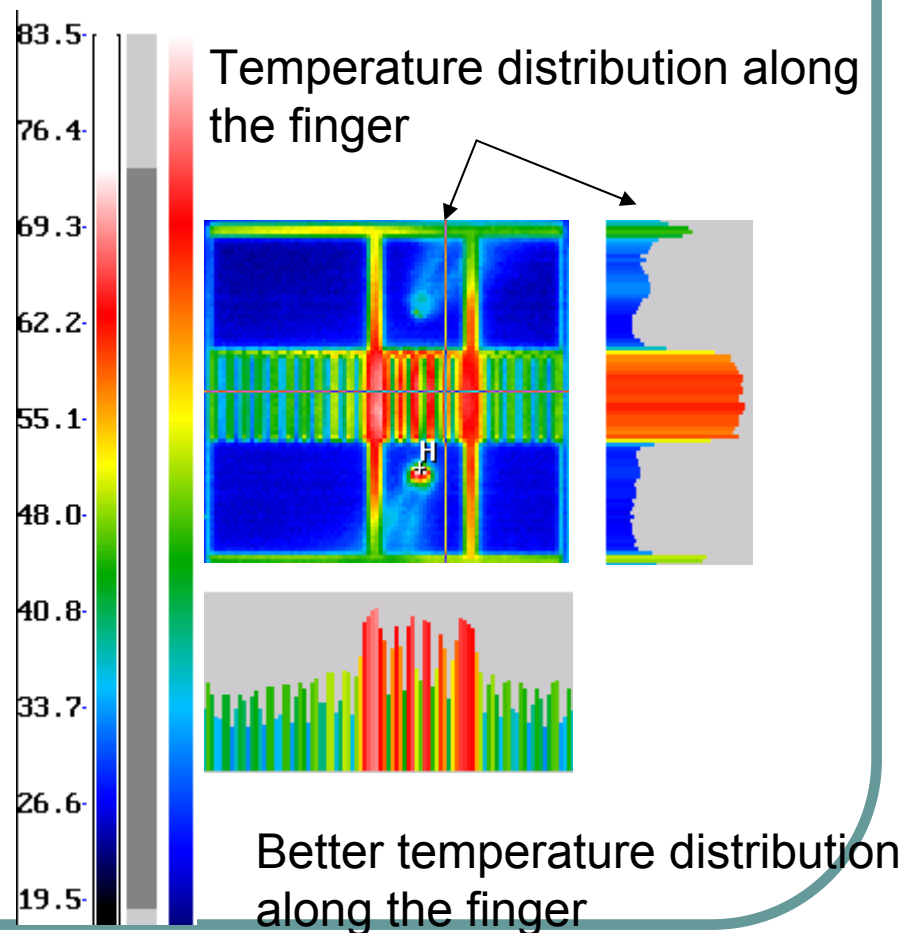 83.5
Temperature distribution along
the finger
76.4
69.3
62.2
55.1
H
48.0
40.8
33.7
26.6
Better temperature distribution
along the finger
19.5